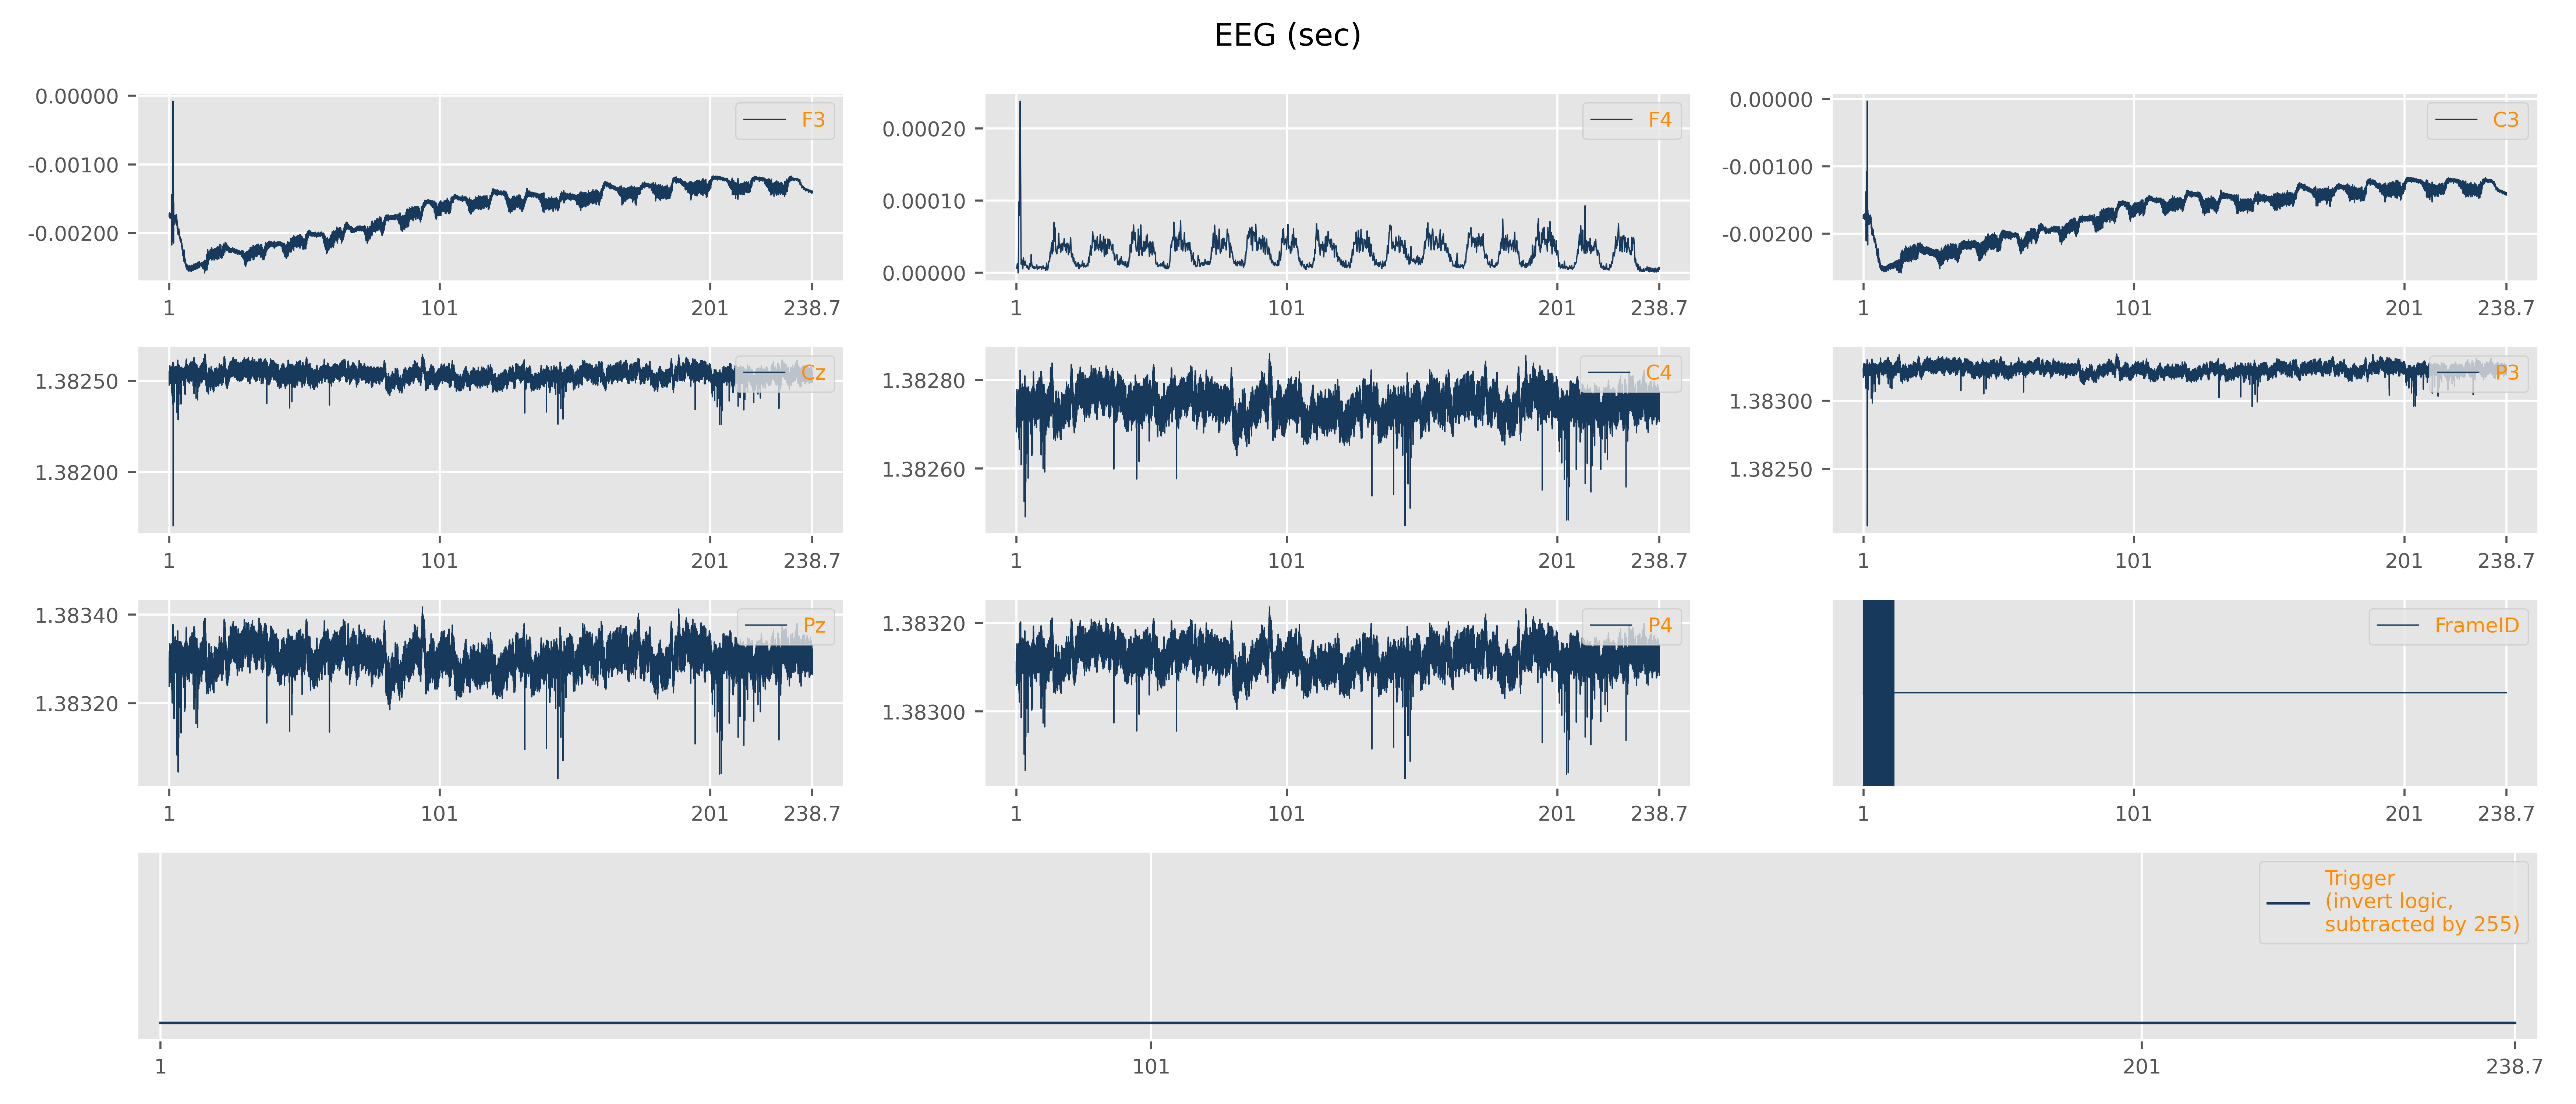 EEG (sec)
0.00000
-0.00100
-0.00200
F3
1 101 201 238.7
0.00020
0.00010
0.00000
F4
1 101 201 238.7
0.00000
-0.00100
-0.00200
C3
1 101 201 238.7
1.38250
1.38200
Cz
1 101 201 238.7
1.38280
1.38260
C4
1 101 201 238.7
1.38300
1.38250
P3
1 101 201 238.7
1.38340
1.38320
Pz
1 101 201 238.7
1.38320
1.38300
P4
1 101 201 238.7
FrameID
1 101 201 238.7
Trigger
(invert logic,
subtracted by 255)
1 101 201 238.7